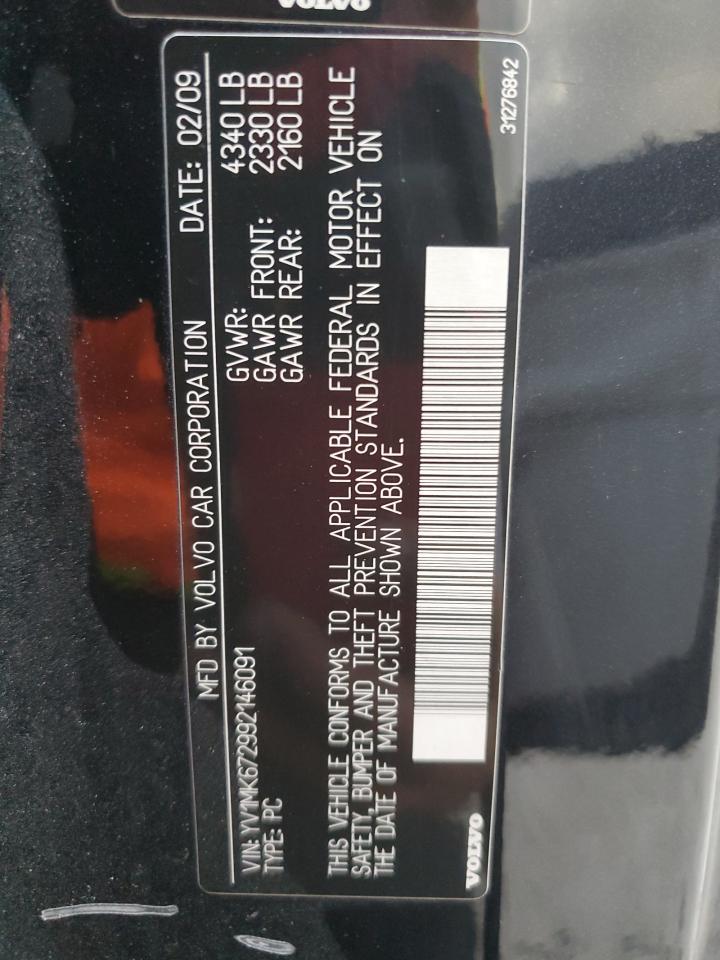 VOLVO
MFD BY VOLVO CAR CORPORATION DATE: 02/09
VIN: YV1MK672992146091 GVWR: 4340 LB
TYPE: PC GAWR FRONT: 2330 LB
GAWR REAR: 2160 LB
THIS VEHICLE CONFORMS TO ALL APPLICABLE FEDERAL MOTOR VEHICLE
SAFETY, BUMPER AND THEFT PREVENTION STANDARDS IN EFFECT ON
THE DATE OF MANUFACTURE SHOWN ABOVE.
VOLVO 31276842